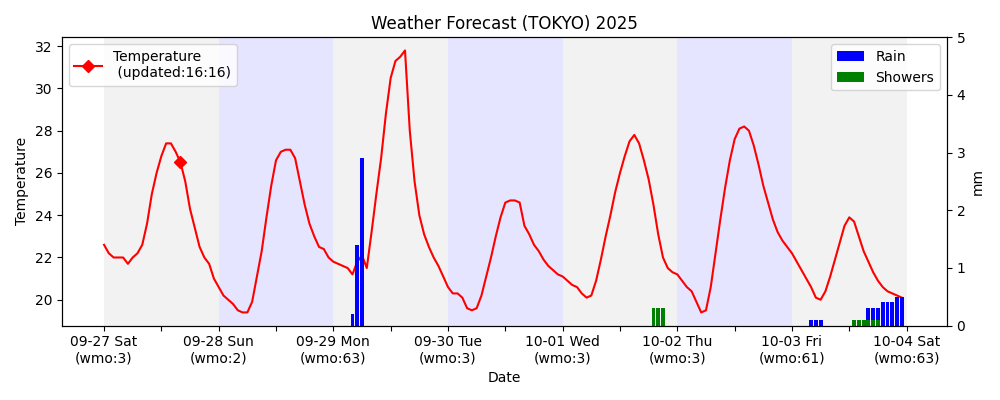 Weather Forecast (TOKYO) 2025
Temperature
(updated:16:16)
Rain
Showers
32
30
28
26
24
22
20
Temperature
5
4
3
2
1
0
mm
09-27 Sat 09-28 Sun 09-29 Mon 09-30 Tue 10-01 Wed 10-02 Thu 10-03 Fri 10-04 Sat
(wmo:3) (wmo:2) (wmo:63) (wmo:3) (wmo:3) (wmo:3) (wmo:61) (wmo:63)
Date